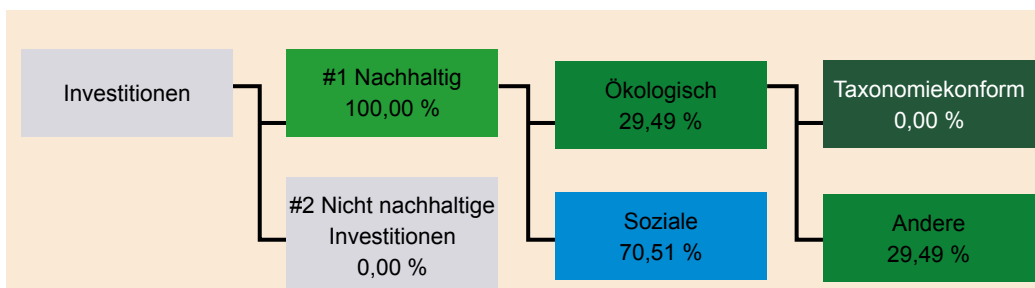 Investitionen
#1 Nachhaltig
100,00 %
#2 Nicht nachhaltige
Investitionen
0,00 %
Ökologisch
29,49 %
Soziale
70,51 %
Taxonomiekonform
0,00 %
Andere
29,49 %